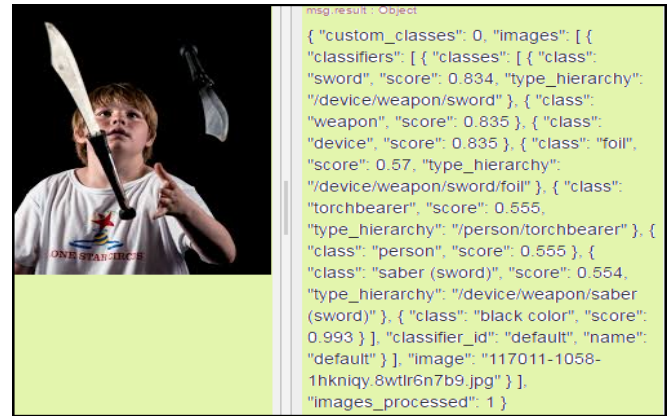 ONE STAR CIRCUS
msg.result : Object
{ "custom_classes": 0, "images": [ {
"classifiers": [ { "classes": [ { "class":
"sword", "score": 0.834, "type_hierarchy":
"/device/weapon/sword" }, { "class":
"weapon", "score": 0.835 }, { "class":
"device", "score": 0.835 }, { "class": "foil",
"score": 0.57, "type_hierarchy":
"/device/weapon/sword/foil" }, { "class":
"torchbearer", "score": 0.555,
"type_hierarchy": "/person/torchbearer" }, {
"class": "person", "score": 0.555 }, {
"class": "saber (sword)", "score": 0.554,
"type_hierarchy": "/device/weapon/saber
(sword)" }, { "class": "black color", "score":
0.993 } ], "classifier_id": "default", "name":
"default" } ], "image": "117011-1058-
1hkniqy.8wtlr6n7b9.jpg" } ],
"images_processed": 1 }